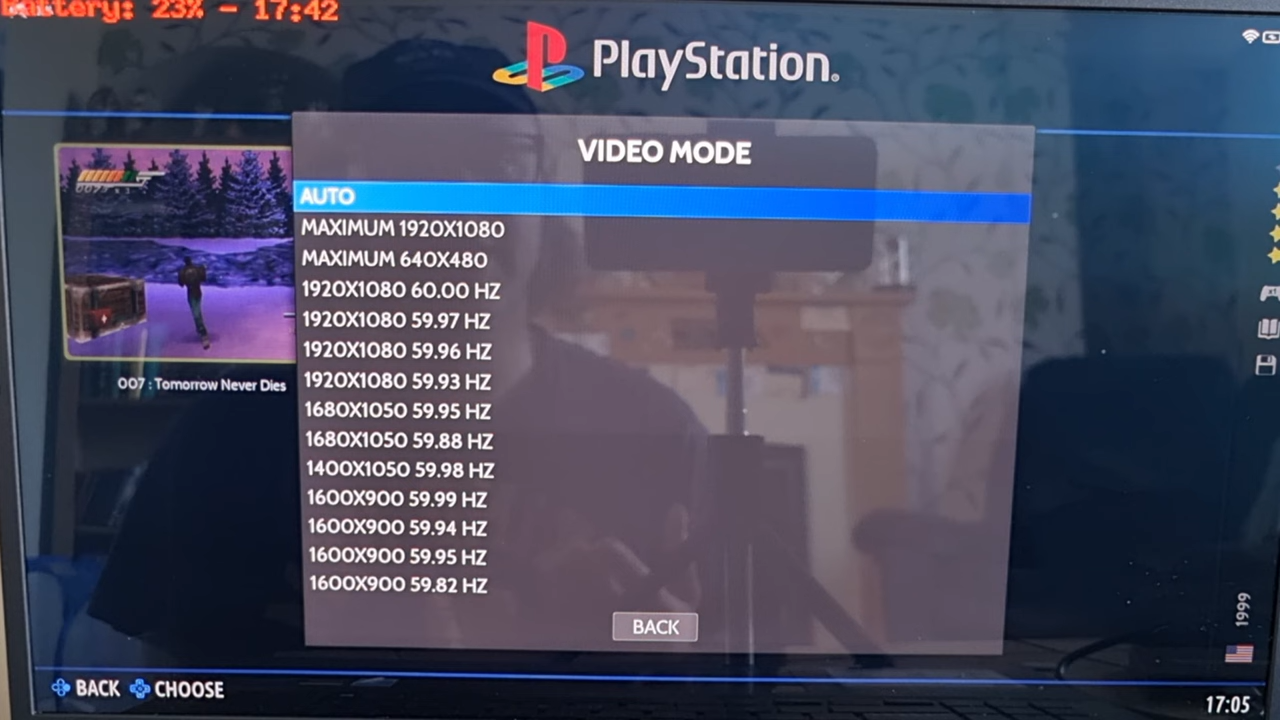 Battery: 23% - 17:42
PlayStation.
VIDEO MODE
AUTO
MAXIMUM 1920X1080
MAXIMUM 640X480
1920X1080 60.00 HZ
1920X1080 59.97 HZ
1920X1080 59.96 HZ
1920X1080 59.93 HZ
1680X1050 59.95 HZ
1680X1050 59.88 HZ
1400X1050 59.98 HZ
1600X900 59.99 HZ
1600X900 59.94 HZ
1600X900 59.95 HZ
1600X900 59.82 HZ
BACK
007 : Tomorrow Never Dies
1999
BACK CHOOSE
17:05